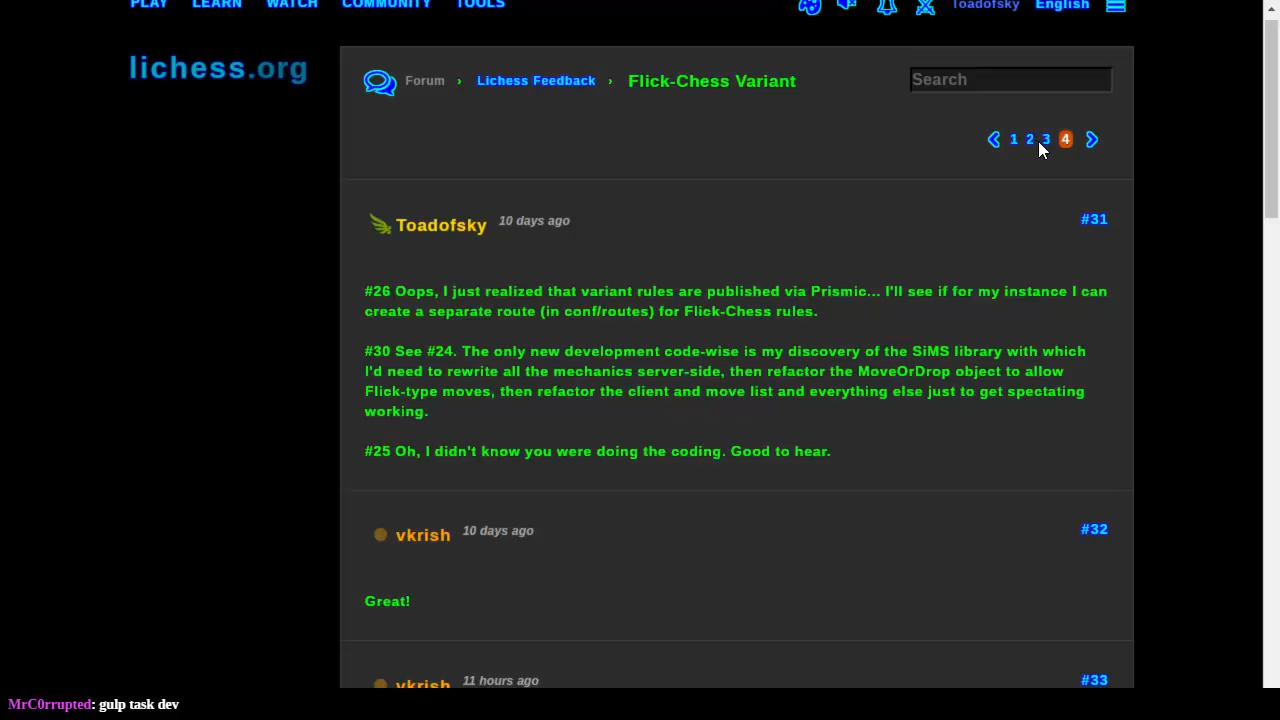 PLAY LEARN WATCH COMMUNITY TOOLS Toadofsky English
lichess.org
Forum › Lichess Feedback › Flick-Chess Variant Search
1 2 3 4
Toadofsky 10 days ago #31
#26 Oops, I just realized that variant rules are published via Prismic... I'll see if for my instance I can
create a separate route (in conf/routes) for Flick-Chess rules.
#30 See #24. The only new development code-wise is my discovery of the SiMS library with which
I'd need to rewrite all the mechanics server-side, then refactor the MoveOrDrop object to allow
Flick-type moves, then refactor the client and move list and everything else just to get spectating
working.
#25 Oh, I didn't know you were doing the coding. Good to hear.
vkrish 10 days ago #32
Great!
vkrish 11 hours ago #33
MrC0rrupted: gulp task dev